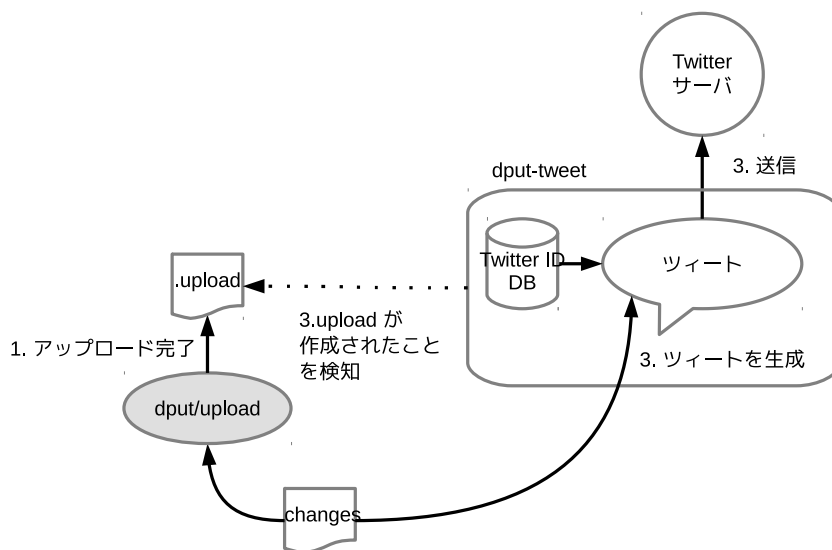 Twitter
サーバ
3. 送信
dput-tweet
Twitter ID
DB
ツィート
.upload
3.upload が
作成されたこと
を検知
1. アップロード完了
3. ツィートを生成
dput/upload
changes